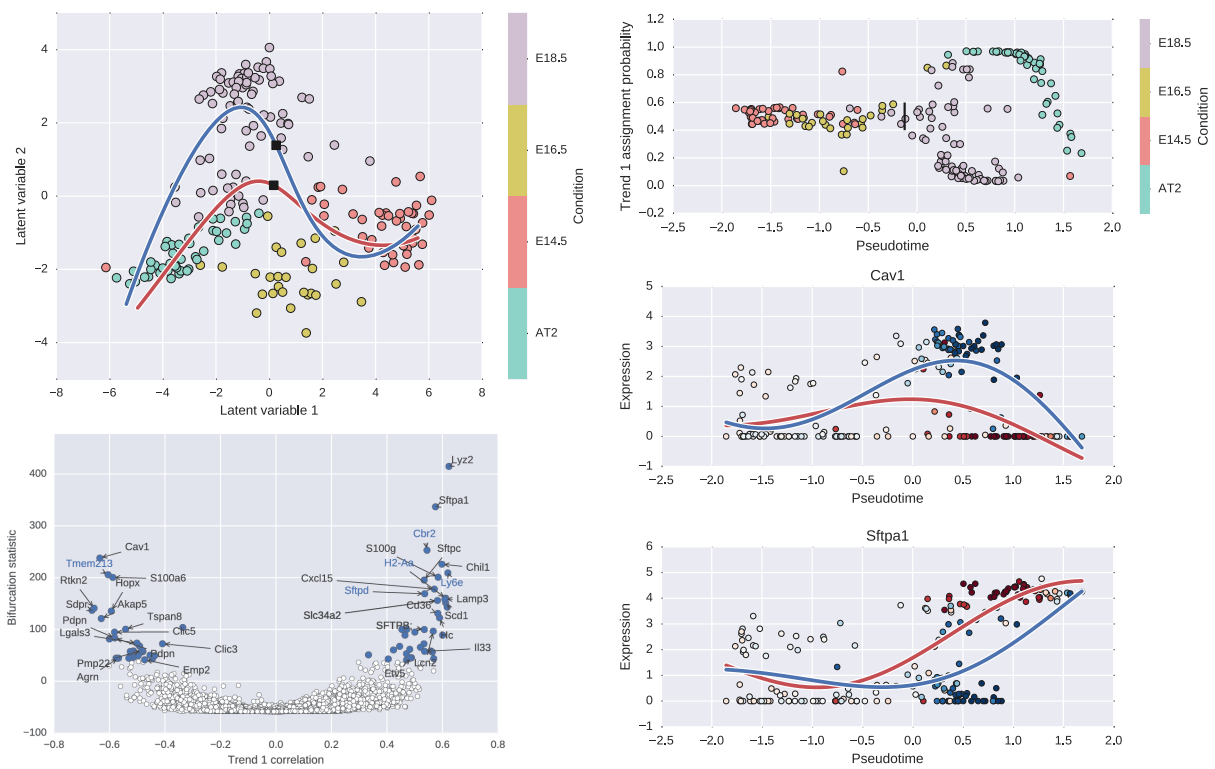 4
2
0
−2
−4
−8
−6
−4
−2
0
2
4
6
8
Latent variable 1
Latent variable 2
E18.5
E16.5
E14.5
AT2
Condition
1.2
1.0
0.8
0.6
0.4
0.2
0.0
−0.2
−2.5
−2.0
−1.5
−1.0
−0.5
0.0
0.5
1.0
1.5
2.0
Pseudotime
Trend 1 assignment probability
E18.5
E16.5
E14.5
AT2
Condition
Cav1
5
4
3
2
1
0
−1
−2.5
−2.0
−1.5
−1.0
−0.5
0.0
0.5
1.0
1.5
2.0
Pseudotime
Expression
400
300
200
100
0
−100
−0.8
−0.6
−0.4
−0.2
0.0
0.2
0.4
0.6
0.8
Trend 1 correlation
Bifurcation statistic
Lyz2
Sftpa1
Cbr2
Cav1
S100g
Sftpc
Tmem213
H2-Aa
Chil1
Rtkn2
Hopx
S100a6
Cxcl15
Ly6e
Sftpd
Sdpr
Akap5
Cd36
Lamp3
Pdpn
Tspan8
Slc34a2
Scd1
Lgals3
Clic5
SFTPB
Hc
Pmp22
Pdpn
Clic3
Il33
Agrn
Emp2
Etv5
Lcn2
Sftpa1
6
5
4
3
2
1
0
−1
−2.5
−2.0
−1.5
−1.0
−0.5
0.0
0.5
1.0
1.5
2.0
Pseudotime
Expression